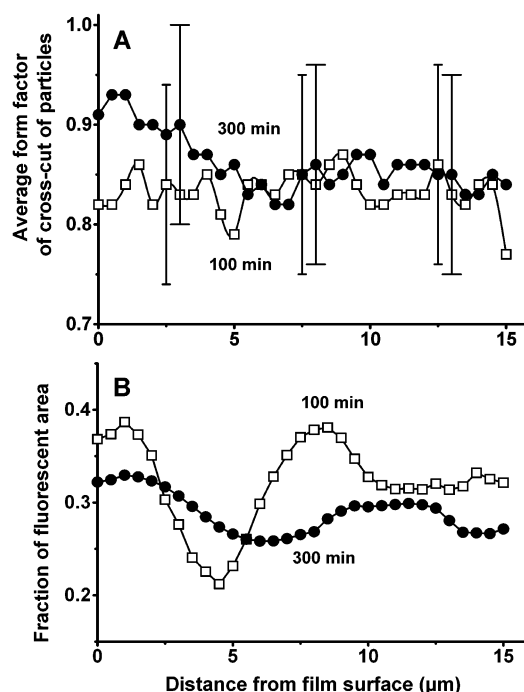 1.0
A
300 min
0.9
0.8
100 min
0.7
Average form factor
of cross-cut of particles
0
5
10
15
B
100 min
0.4
0.3
300 min
0.2
Fraction of fluorescent area
0
5
10
15
Distance from film surface (μm)